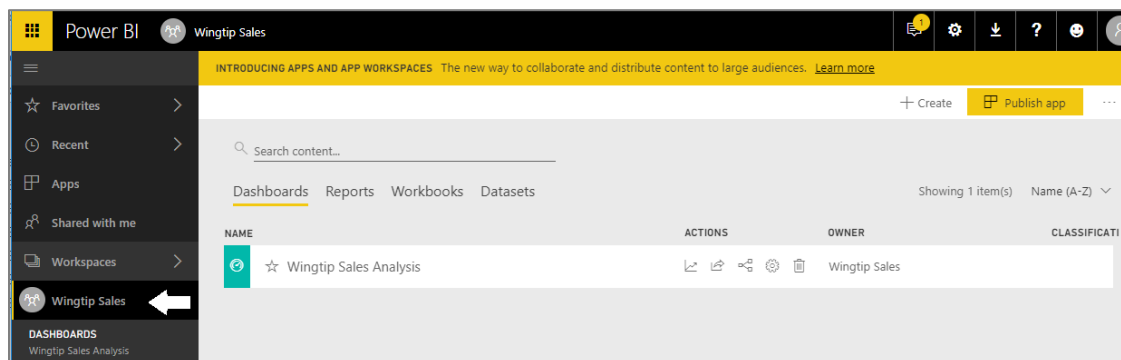 Power BI Wingtip Sales 1 ?
INTRODUCING APPS AND APP WORKSPACES The new way to collaborate and distribute content to large audiences. Learn more
Favorites
+ Create Publish app ...
Recent
Search content...
Apps
Dashboards Reports Workbooks Datasets Showing 1 item(s) Name (A-Z)
Shared with me
NAME ACTIONS OWNER CLASSIFICATI
Workspaces
Wingtip Sales Analysis Wingtip Sales
Wingtip Sales
DASHBOARDS
Wingtip Sales Analysis